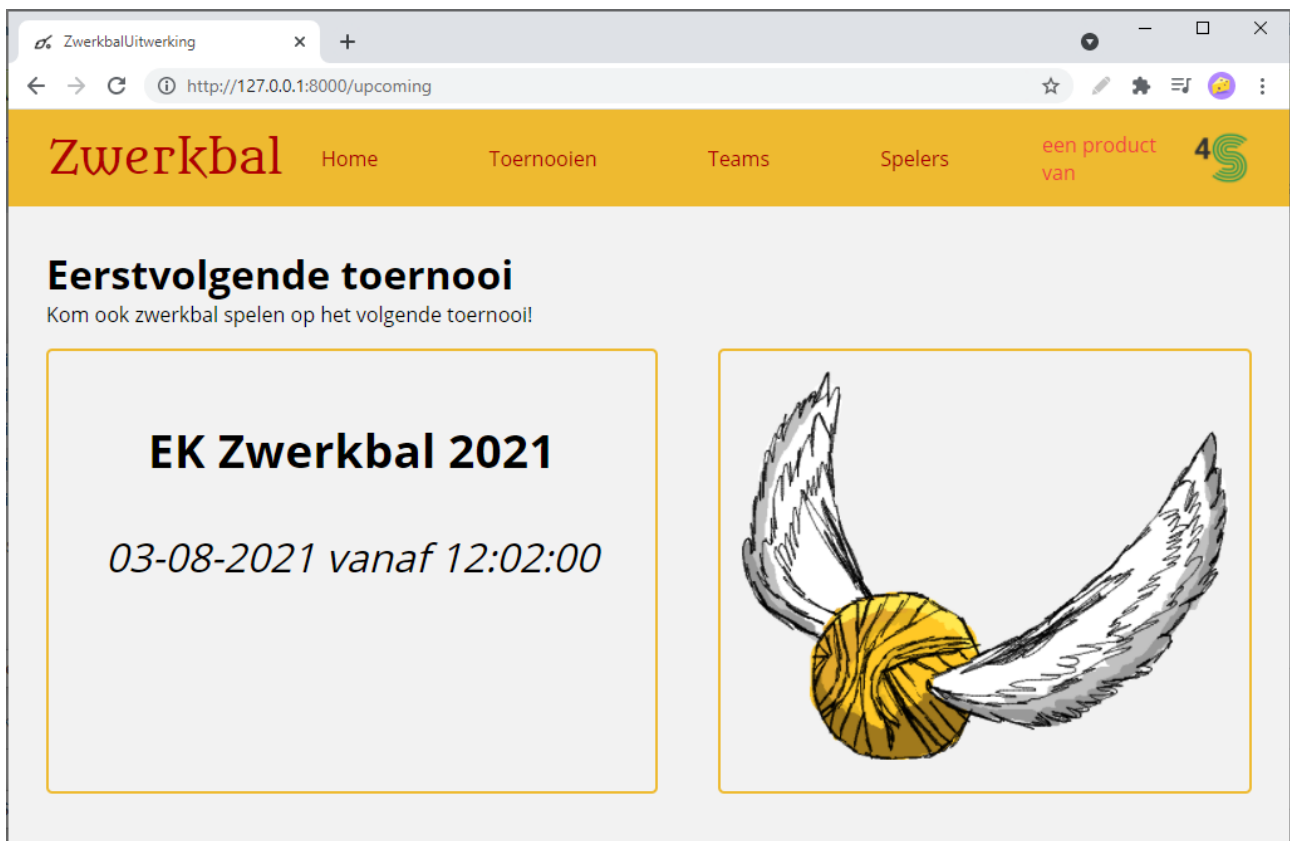 ZwerkbalUitwerking
http://127.0.0.1:8000/upcoming
Zwerkbal
Home
Toernooien
Teams
Spelers
een product
van
4S
Eerstvolgende toernooi
Kom ook zwerkbal spelen op het volgende toernooi!
EK Zwerkbal 2021
03-08-2021 vanaf 12:02:00